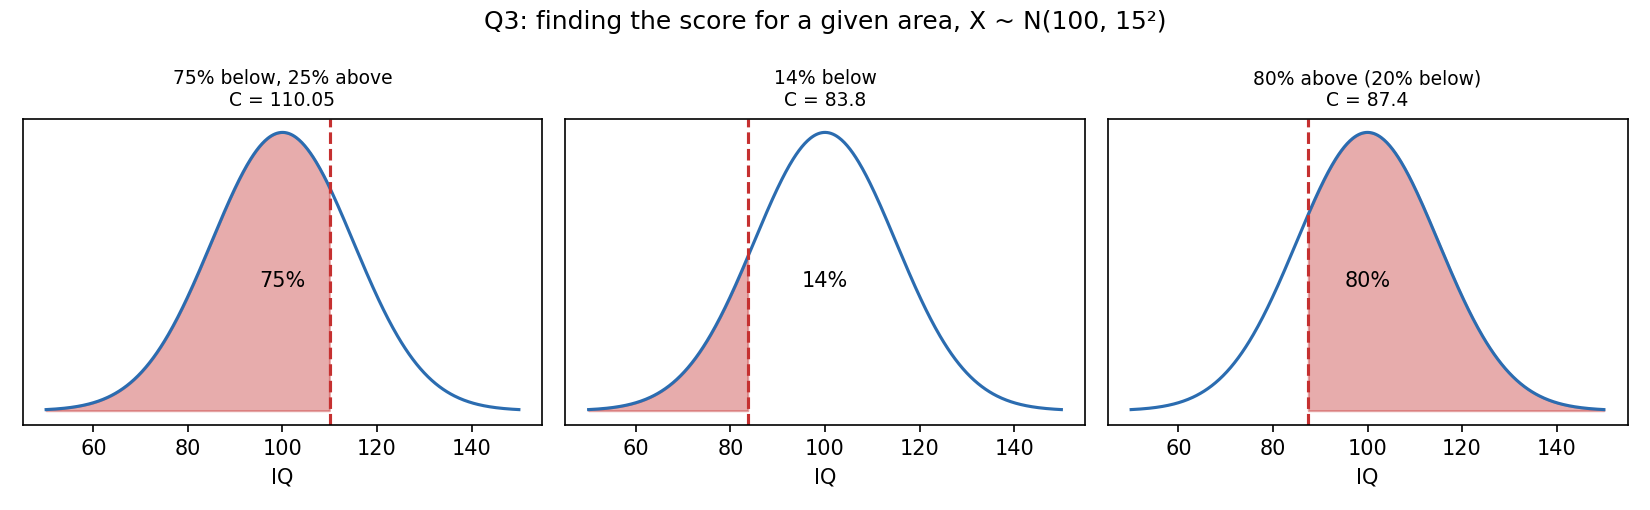 Q3: finding the score for a given area, X ~ N(100, 15²)
75% below, 25% above
C = 110.05
75%
60 80 100 120 140
IQ
14% below
C = 83.8
14%
60 80 100 120 140
IQ
80% above (20% below)
C = 87.4
80%
60 80 100 120 140
IQ